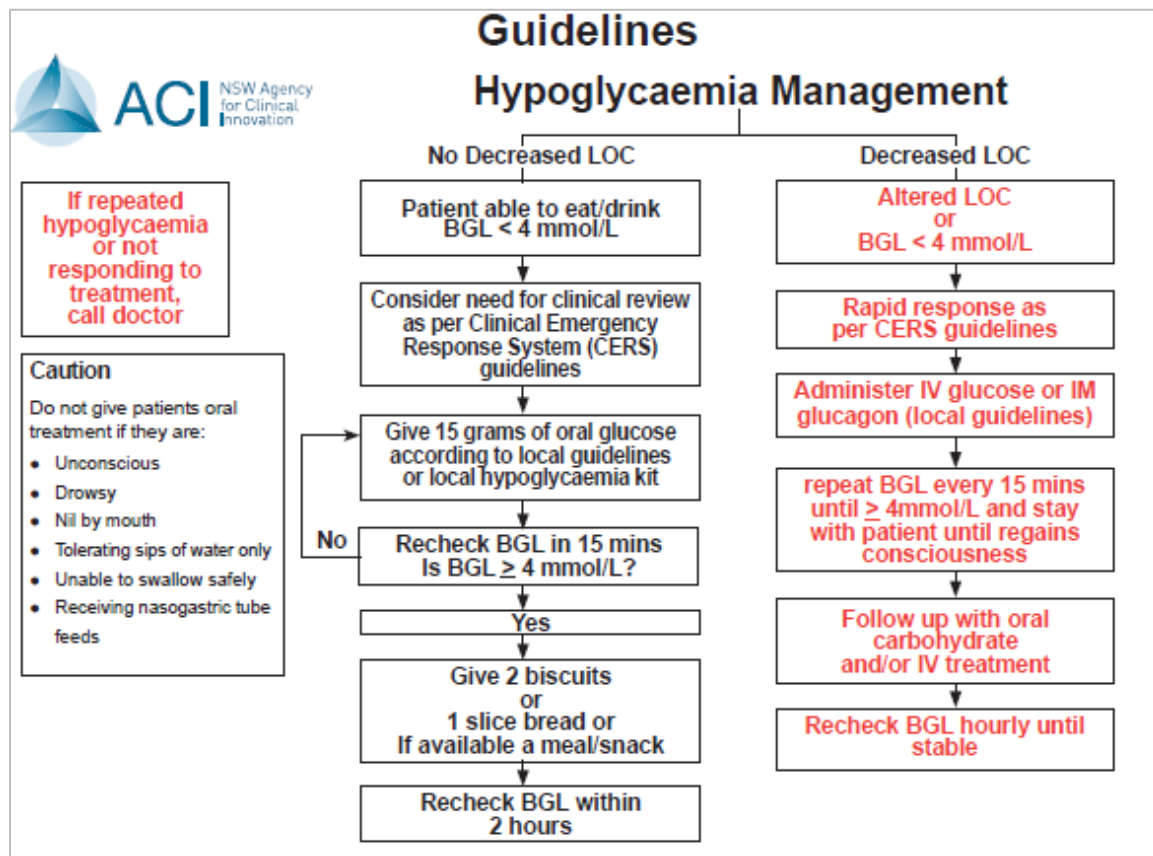 Guidelines
ACI
NSW Agency
for Clinical
Innovation
Hypoglycaemia Management
No Decreased LOC
Decreased LOC
If repeated
hypoglycaemia
or not
responding to
treatment,
call doctor
Caution
Do not give patients oral
treatment if they are:
● Unconscious
● Drowsy
● Nil by mouth
● Tolerating sips of water only
● Unable to swallow safely
● Receiving nasogastric tube
feeds
Patient able to eat/drink
BGL < 4 mmol/L
Consider need for clinical review
as per Clinical Emergency
Response System (CERS)
guidelines
Give 15 grams of oral glucose
according to local guidelines
or local hypoglycaemia kit
No
Recheck BGL in 15 mins
Is BGL ≥ 4 mmol/L?
Yes
Give 2 biscuits
or
1 slice bread or
If available a meal/snack
Recheck BGL within
2 hours
Altered LOC
or
BGL < 4 mmol/L
Rapid response as
per CERS guidelines
Administer IV glucose or IM
glucagon (local guidelines)
repeat BGL every 15 mins
until ≥ 4mmol/L and stay
with patient until regains
consciousness
Follow up with oral
carbohydrate
and/or IV treatment
Recheck BGL hourly until
stable